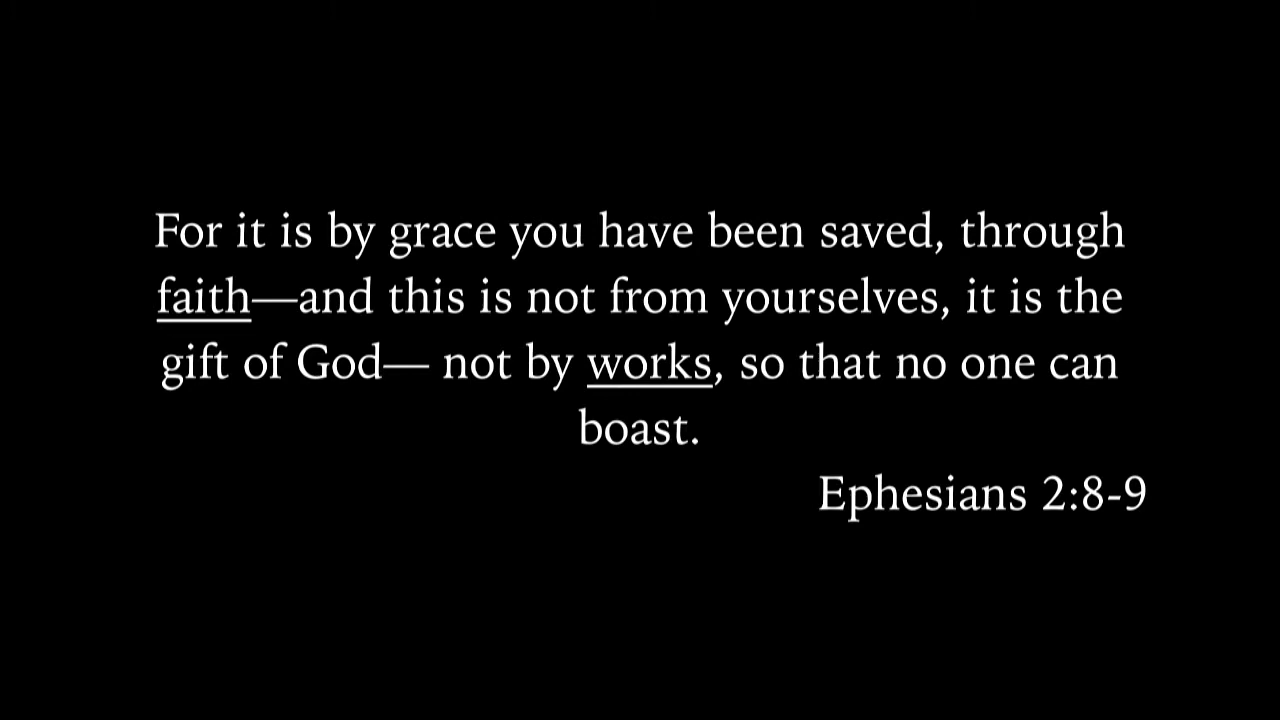 For it is by grace you have been saved, through
faith—and this is not from yourselves, it is the
gift of God— not by works, so that no one can
boast.
Ephesians 2:8-9